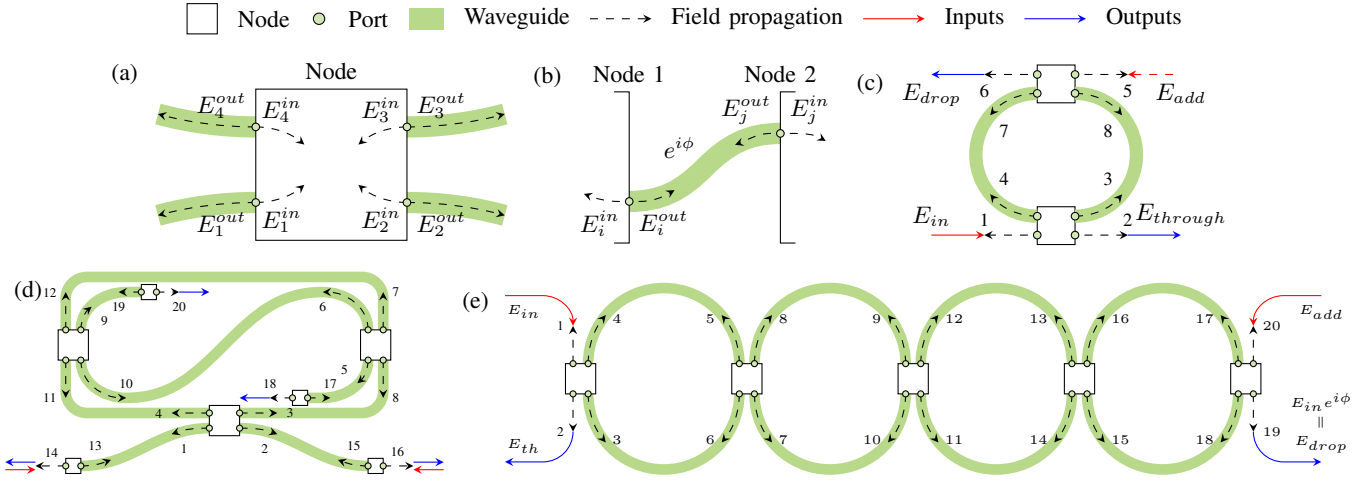 Node Port Waveguide Field propagation Inputs Outputs
(a) Node
E_4^{out} E_4^{in} E_3^{in} E_3^{out}
E_1^{out} E_1^{in} E_2^{in} E_2^{out}
(b) Node 1 Node 2
E_j^{out} E_j^{in}
e^{iϕ}
E_i^{in} E_i^{out}
(c)
E_{drop} 6 5 E_{add}
7 8
4 3
E_{in} 1 2 E_{through}
(d)
12 19 20 6 7
9
5
11 10 18 17 8
4 3
14 13 1 2 15 16
(e)
E_{in} 1 4 5 8 9 12 13 16 17 20 E_{add}
E_{th} 2 3 6 7 10 11 14 15 18 19
E_{in}e^{iϕ}
=
E_{drop}